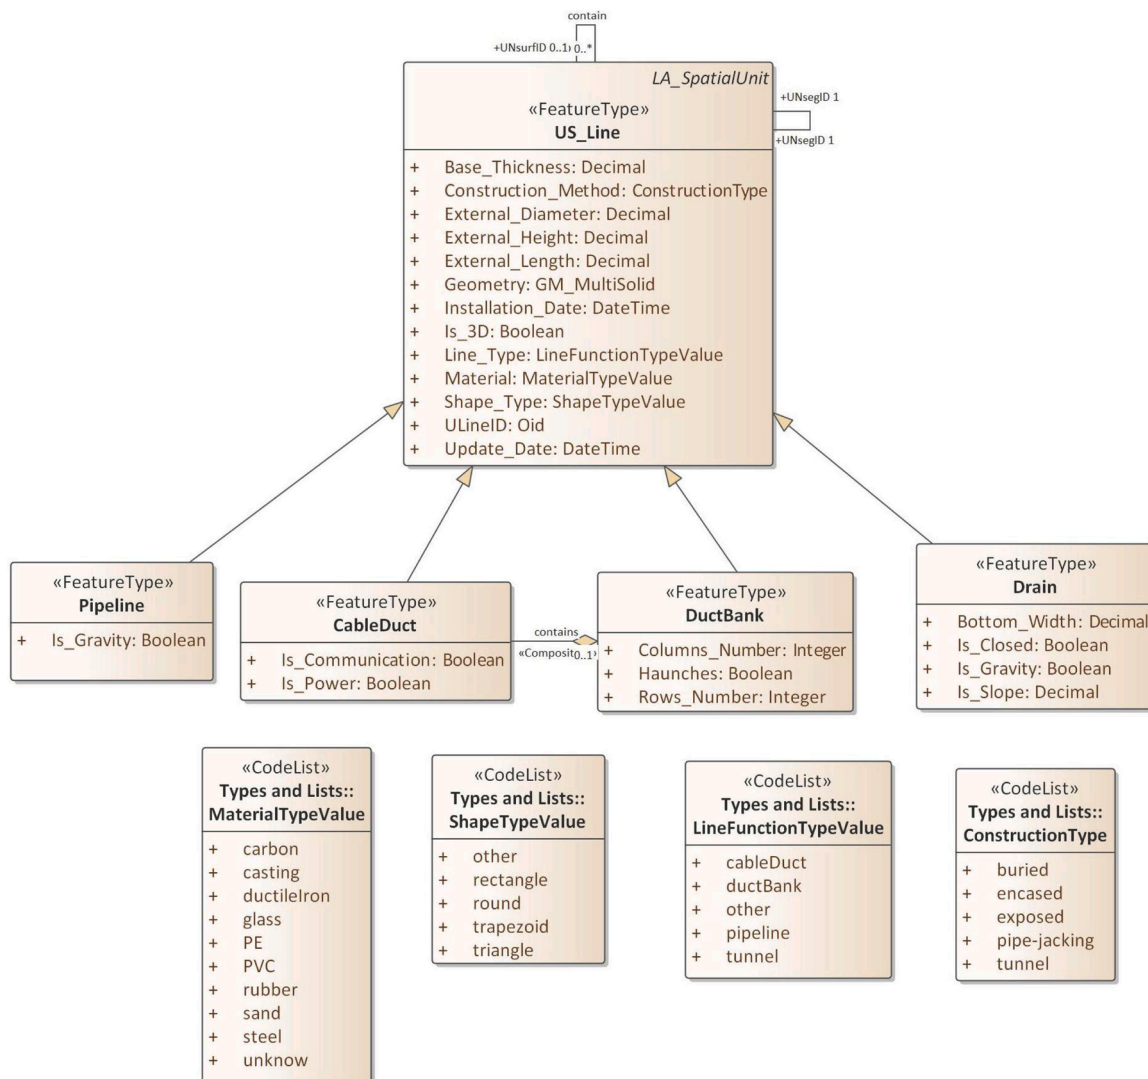 contain
+UNsurfID 0..1
0..*
LA_SpatialUnit
«FeatureType»
US_Line
+UNsegID 1
+UNsegID 1
+ Base_Thickness: Decimal
+ Construction_Method: ConstructionType
+ External_Diameter: Decimal
+ External_Height: Decimal
+ External_Length: Decimal
+ Geometry: GM_MultiSolid
+ Installation_Date: DateTime
+ Is_3D: Boolean
+ Line_Type: LineFunctionTypeValue
+ Material: MaterialTypeValue
+ Shape_Type: ShapeTypeValue
+ ULineID: Oid
+ Update_Date: DateTime
«FeatureType»
Pipeline
+ Is_Gravity: Boolean
«FeatureType»
CableDuct
+ Is_Communication: Boolean
+ Is_Power: Boolean
contains
«Composit
0..1
«FeatureType»
DuctBank
+ Columns_Number: Integer
+ Haunches: Boolean
+ Rows_Number: Integer
«FeatureType»
Drain
+ Bottom_Width: Decimal
+ Is_Closed: Boolean
+ Is_Gravity: Boolean
+ Is_Slope: Decimal
«CodeList»
Types and Lists::
MaterialTypeValue
+ carbon
+ casting
+ ductileIron
+ glass
+ PE
+ PVC
+ rubber
+ sand
+ steel
+ unknow
«CodeList»
Types and Lists::
ShapeTypeValue
+ other
+ rectangle
+ round
+ trapezoid
+ triangle
«CodeList»
Types and Lists::
LineFunctionTypeValue
+ cableDuct
+ ductBank
+ other
+ pipeline
+ tunnel
«CodeList»
Types and Lists::
ConstructionType
+ buried
+ encased
+ exposed
+ pipe-jacking
+ tunnel